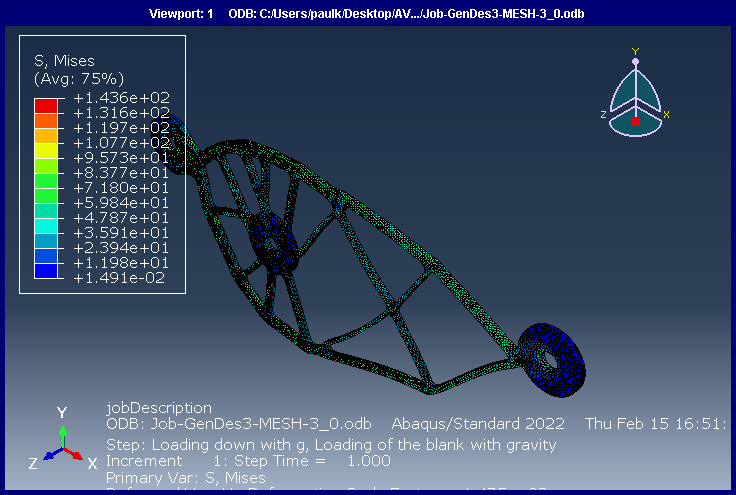 Viewport: 1 ODB: C:/Users/paulk/Desktop/AV.../Job-GenDes3-MESH-3_0.odb
S, Mises
(Avg: 75%)
+1.436e+02
+1.316e+02
+1.197e+02
+1.077e+02
+9.573e+01
+8.377e+01
+7.180e+01
+5.984e+01
+4.787e+01
+3.591e+01
+2.394e+01
+1.198e+01
+1.491e-02
Y
Z X
jobDescription
ODB: Job-GenDes3-MESH-3_0.odb Abaqus/Standard 2022 Thu Feb 15 16:51:
Step: Loading down with g, Loading of the blank with gravity
Increment 1: Step Time = 1.000
Primary Var: S, Mises
Y
Z X